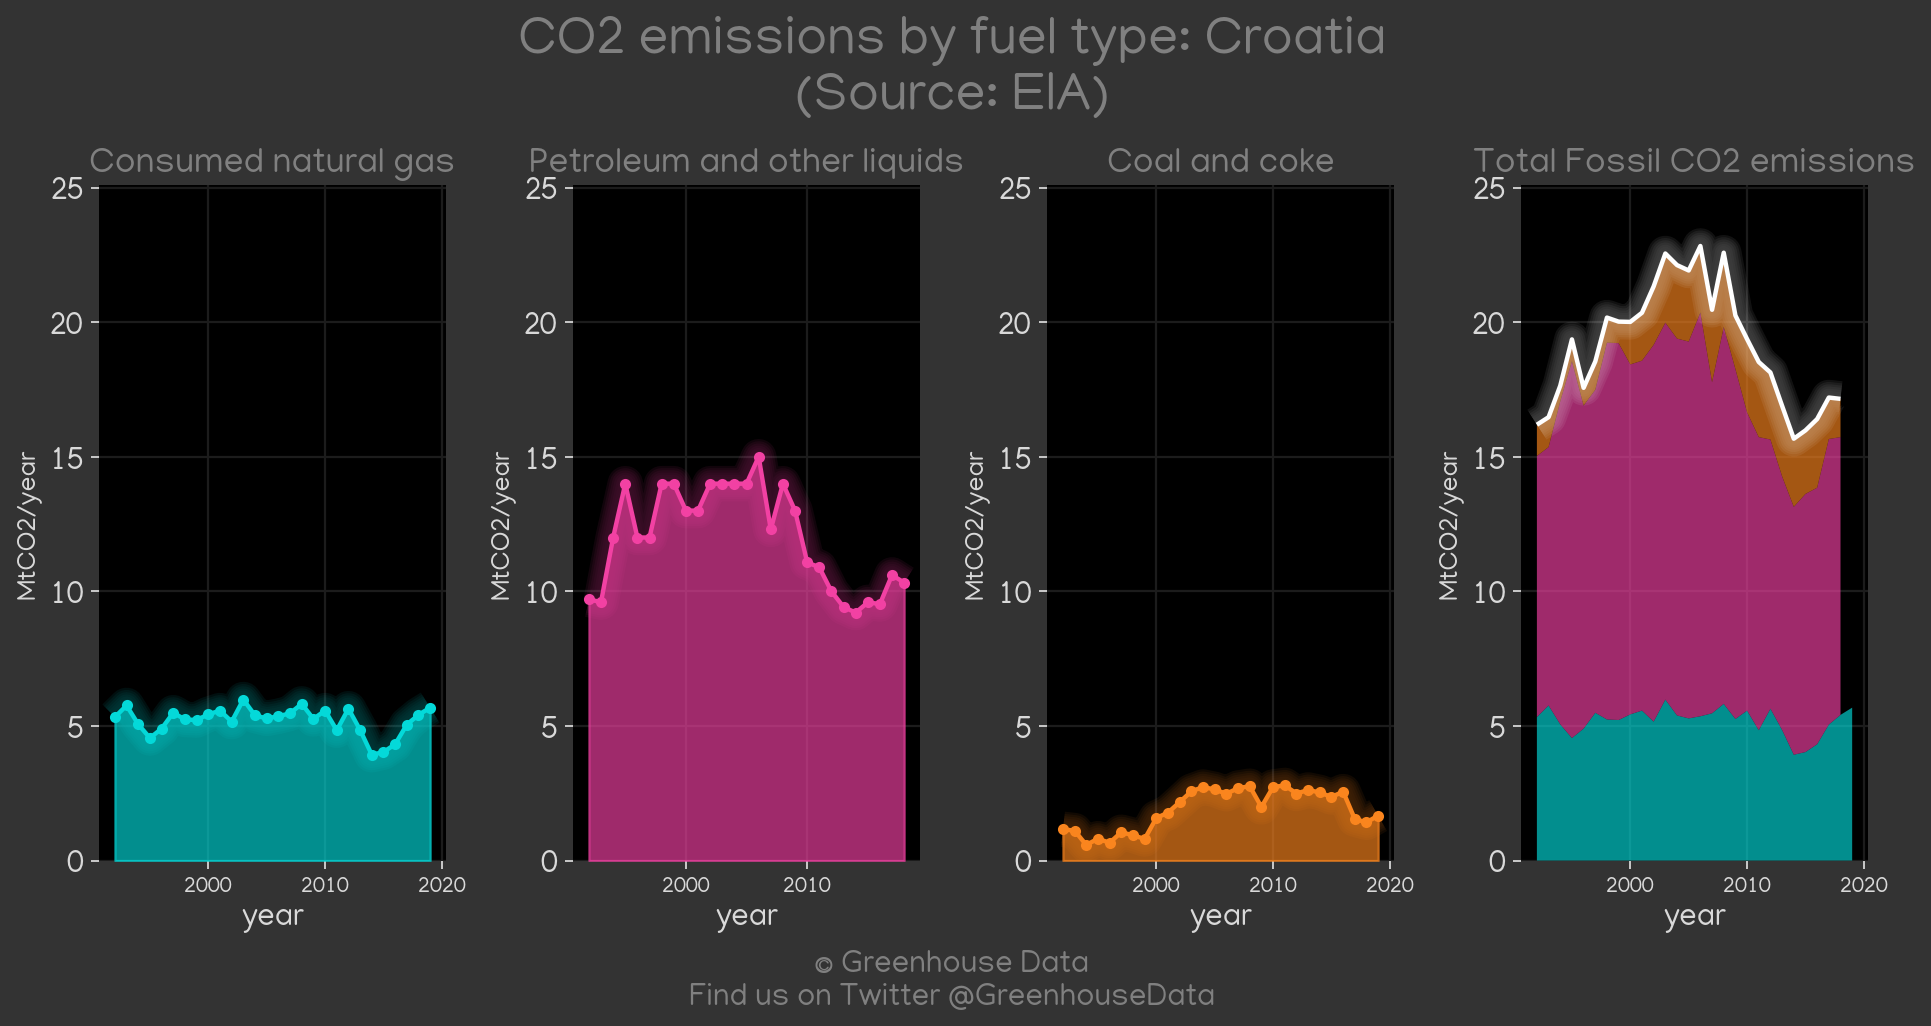 CO2 emissions by fuel type: Croatia
(Source: EIA)
Consumed natural gas
25
20
15
10
5
0
MtCO2/year
2000 2010 2020
year
Petroleum and other liquids
25
20
15
10
5
0
MtCO2/year
2000 2010
year
Coal and coke
25
20
15
10
5
0
MtCO2/year
2000 2010 2020
year
Total Fossil CO2 emissions
25
20
15
10
5
0
MtCO2/year
2000 2010 2020
year
© Greenhouse Data
Find us on Twitter @GreenhouseData